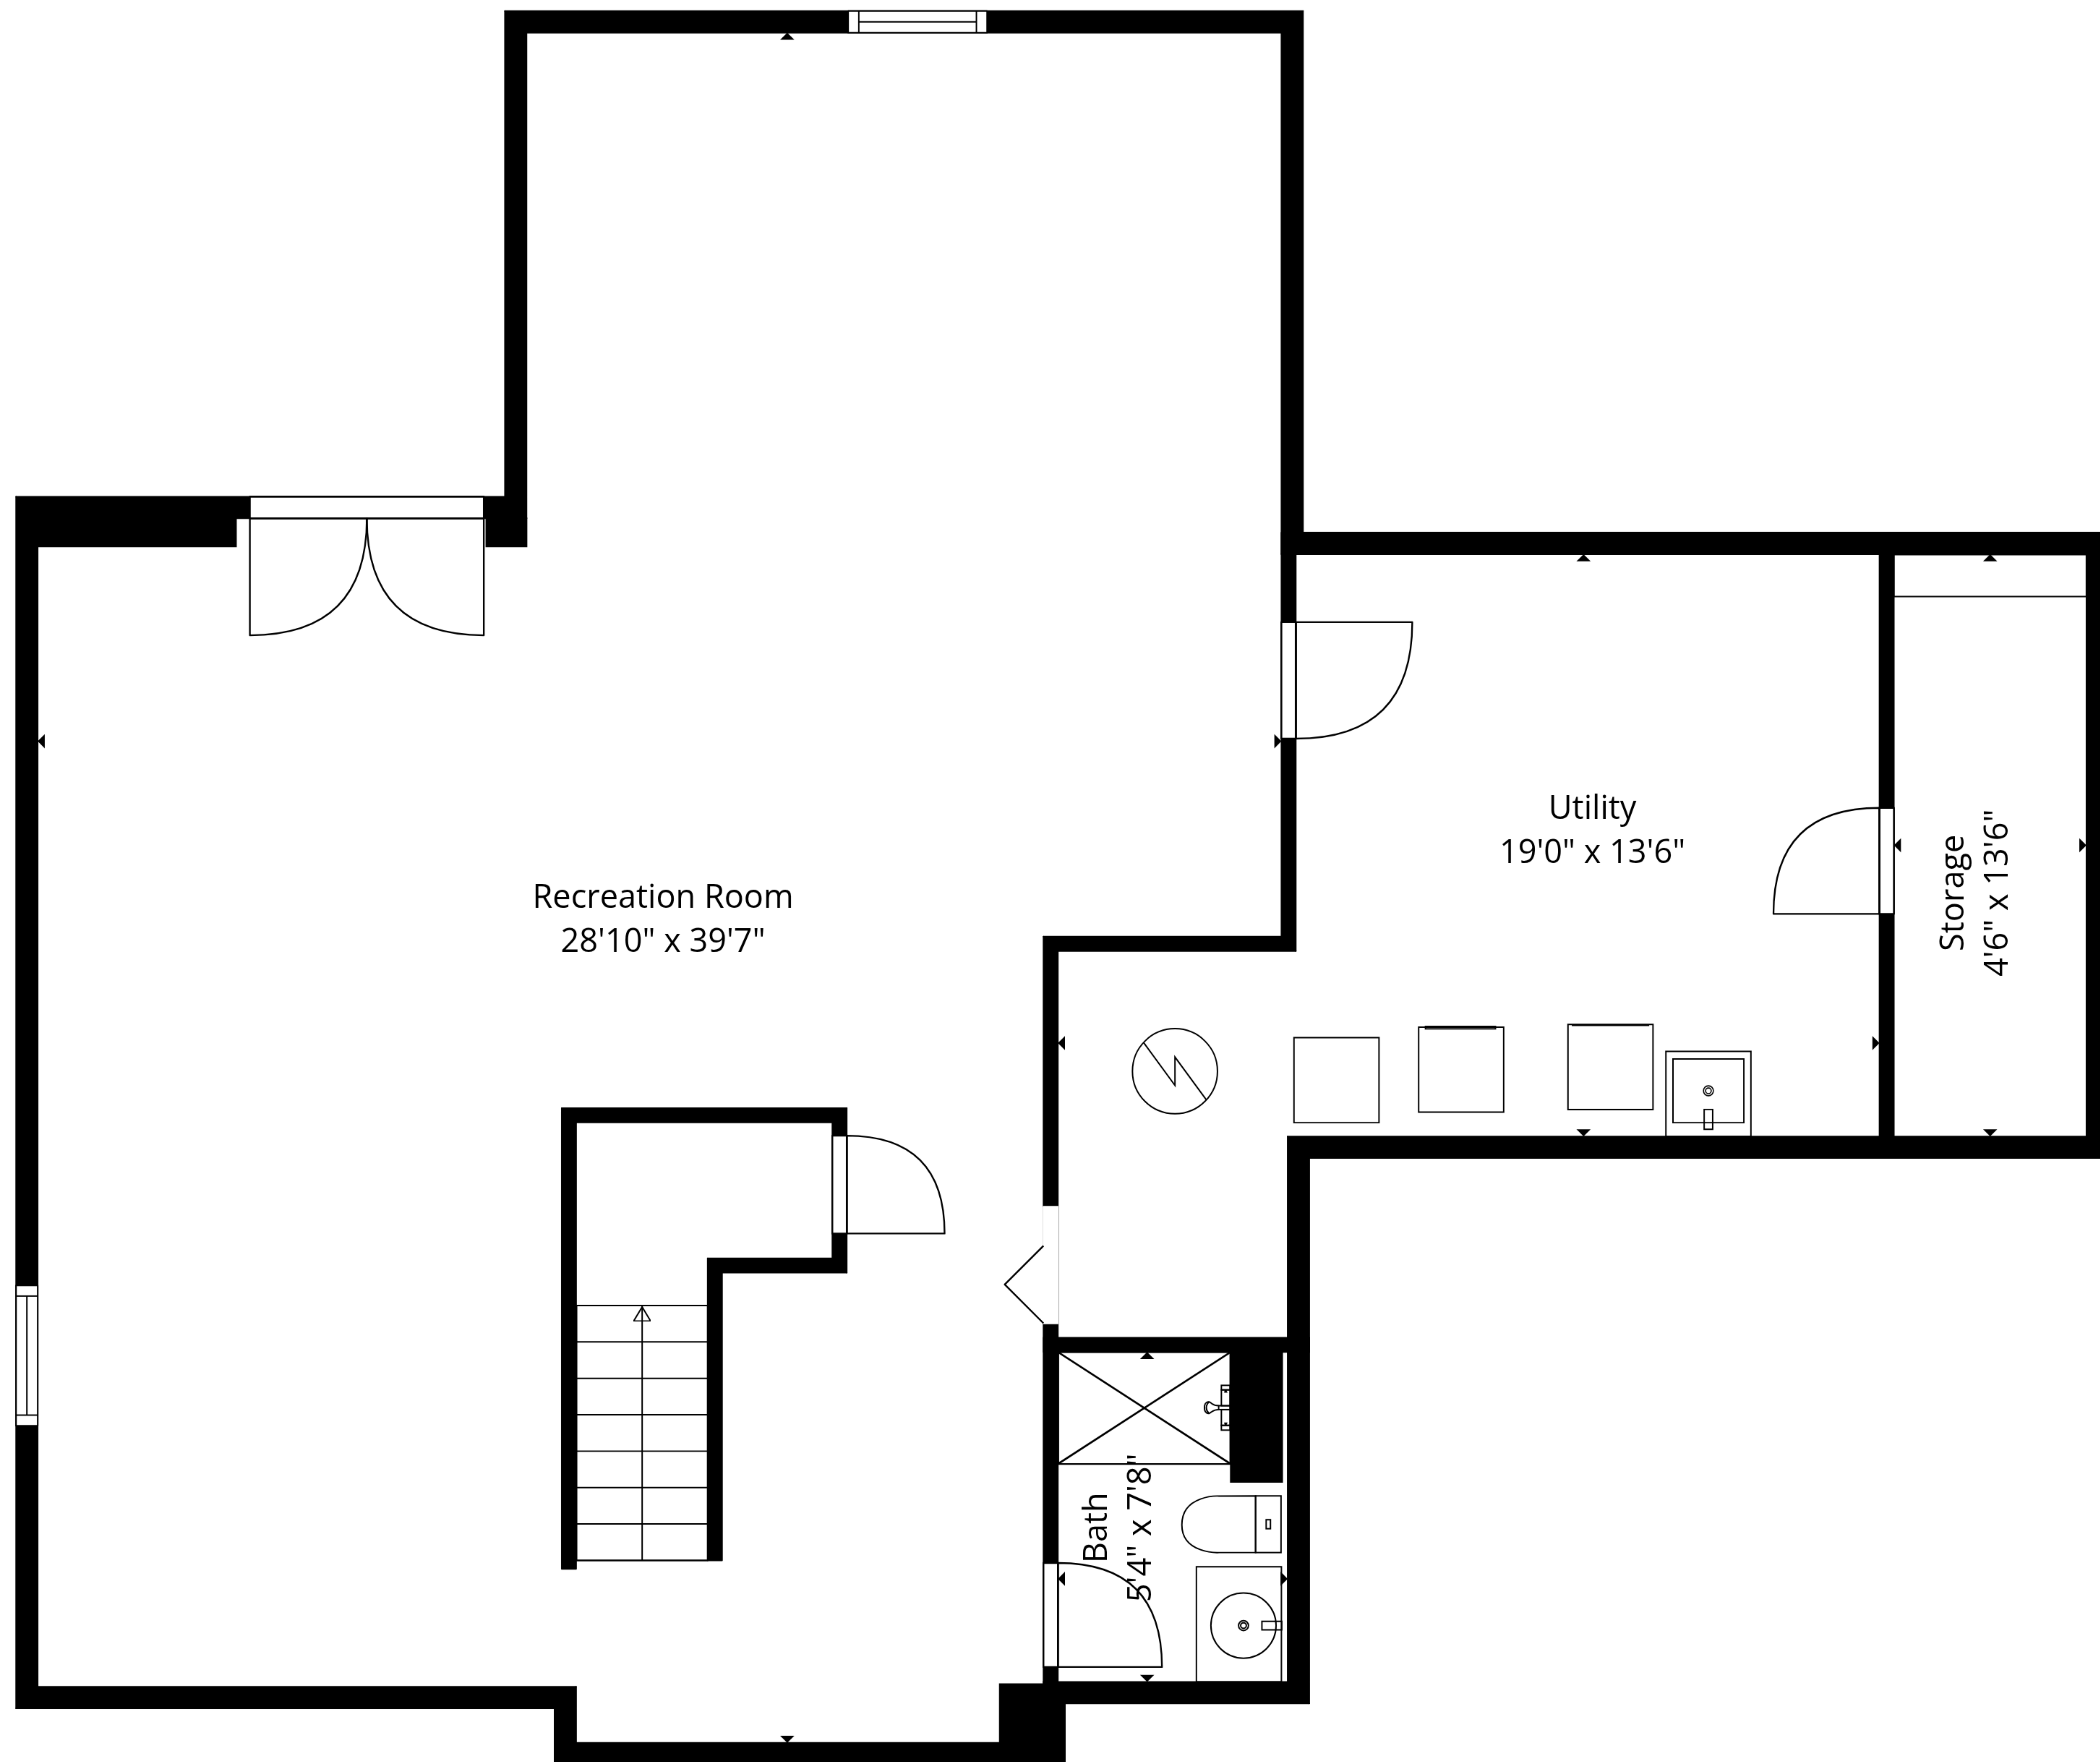 Utility
19'0" x 13'6"
Storage
4'6" x 13'6"
Recreation Room
28'10" x 39'7"
Bath
5'4" x 7'8"